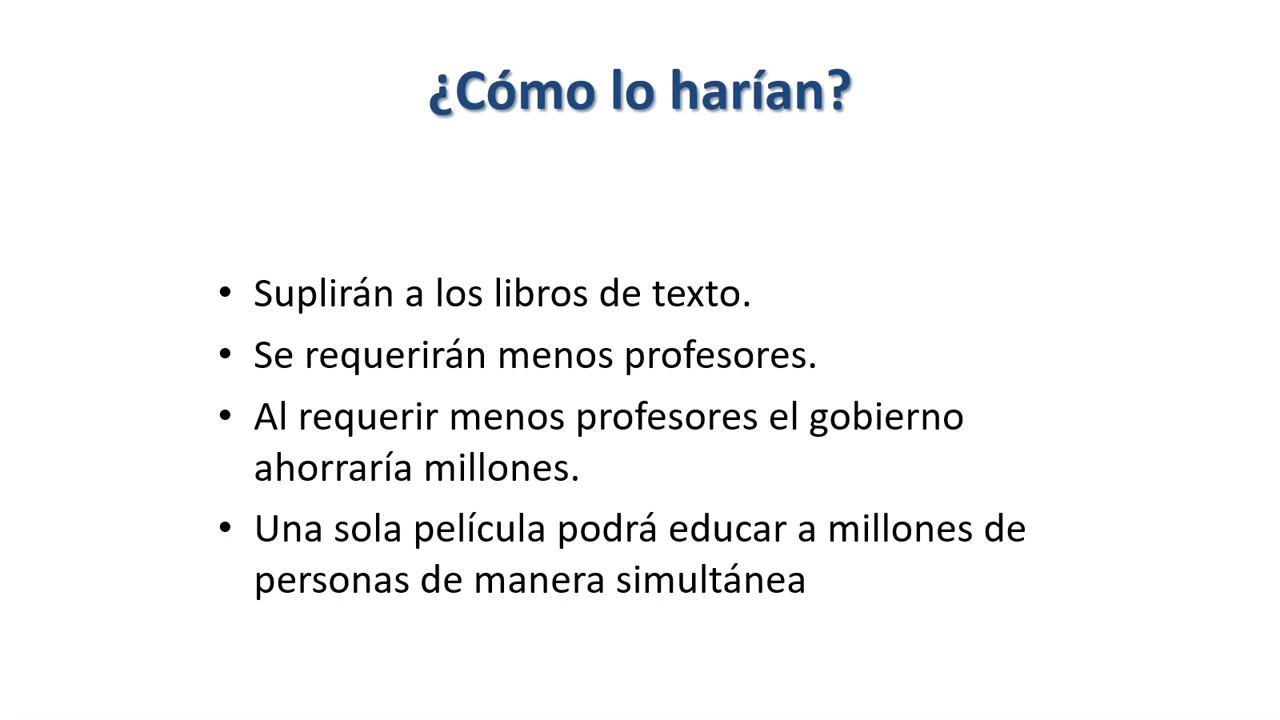 ¿Cómo lo harían?
• Suplirán a los libros de texto.
• Se requerirán menos profesores.
• Al requerir menos profesores el gobierno
ahorraría millones.
• Una sola película podrá educar a millones de
personas de manera simultánea